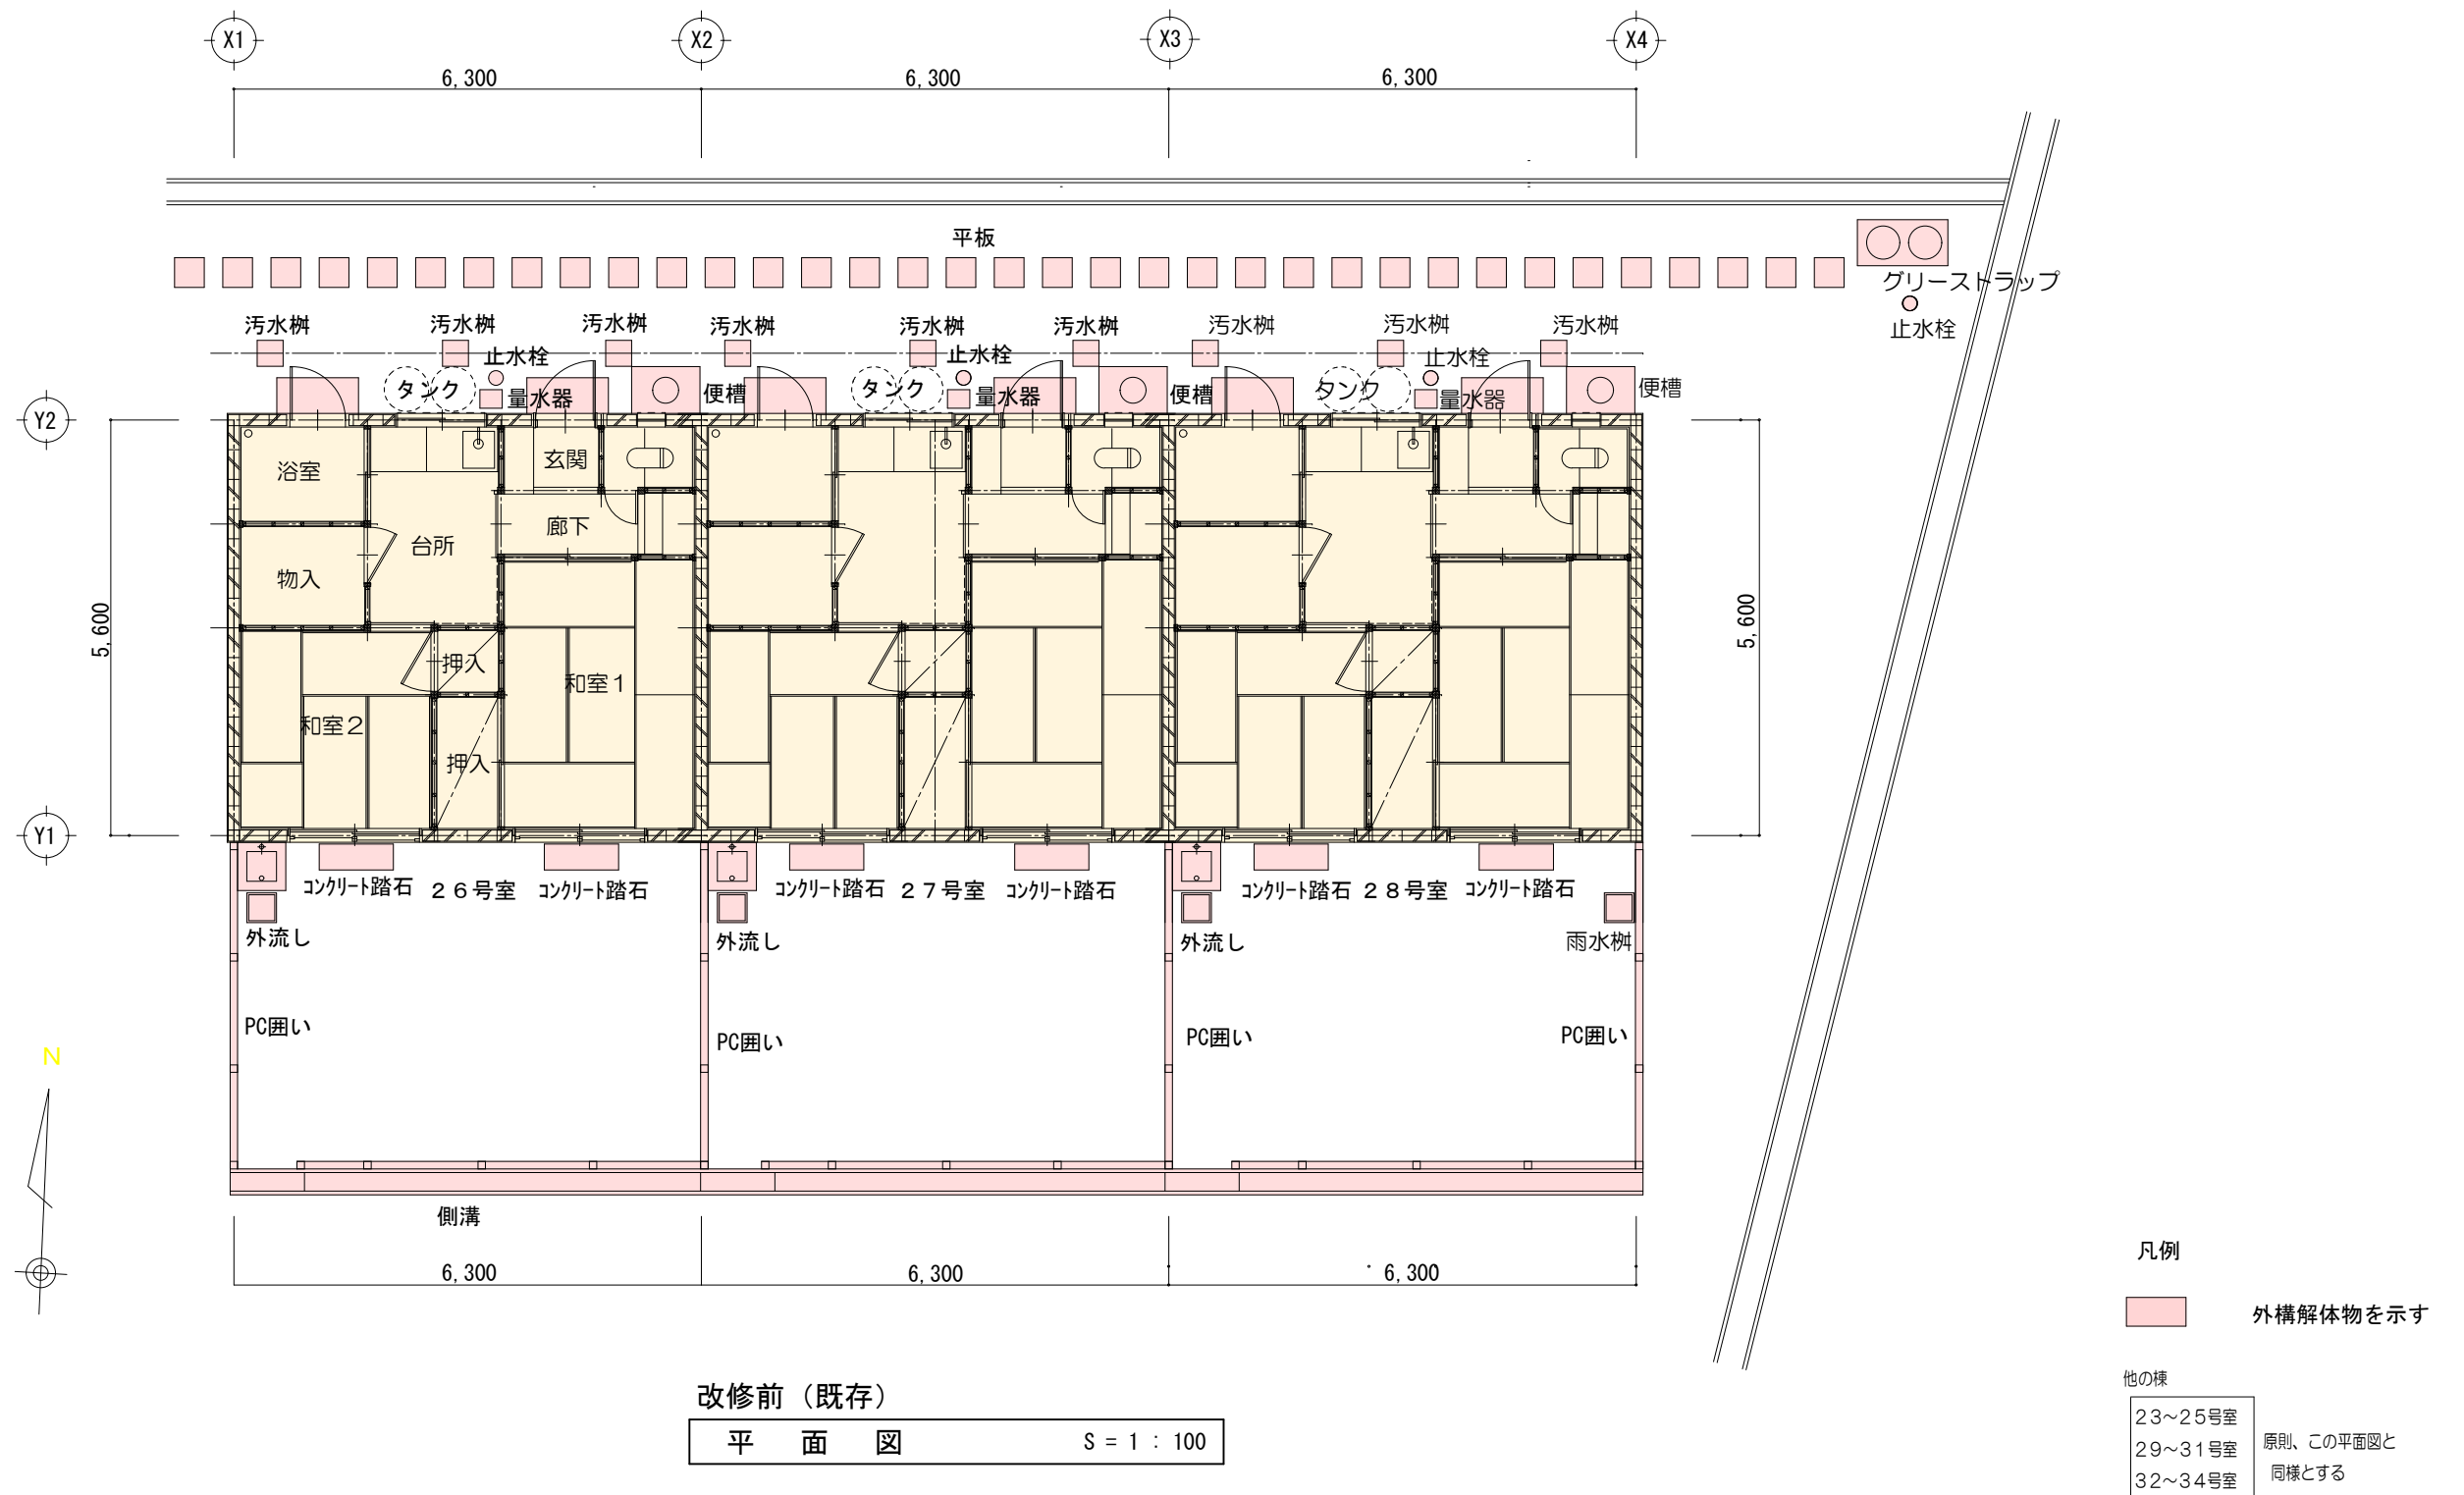 X1
X2
X3
X4
6,300
6,300
6,300
平板
グリーストラップ
止水栓
汚水桝
汚水桝
汚水桝
汚水桝
汚水桝
汚水桝
汚水桝
汚水桝
汚水桝
止水栓
止水栓
止水栓
タンク
量水器
便槽
タンク
量水器
便槽
タンク
量水器
便槽
Y2
浴室
玄関
台所
廊下
物入
押入
和室1
和室2
押入
5,600
5,600
Y1
コンクリート踏石
26号室
コンクリート踏石
コンクリート踏石
27号室
コンクリート踏石
コンクリート踏石
28号室
コンクリート踏石
外流し
外流し
外流し
雨水桝
PC囲い
PC囲い
PC囲い
PC囲い
N
側溝
6,300
6,300
6,300
凡例
外構解体物を示す
他の棟
23~25号室
29~31号室
32~34号室
原則、この平面図と
同様とする
改修前（既存）
平 面 図 S = 1 : 100